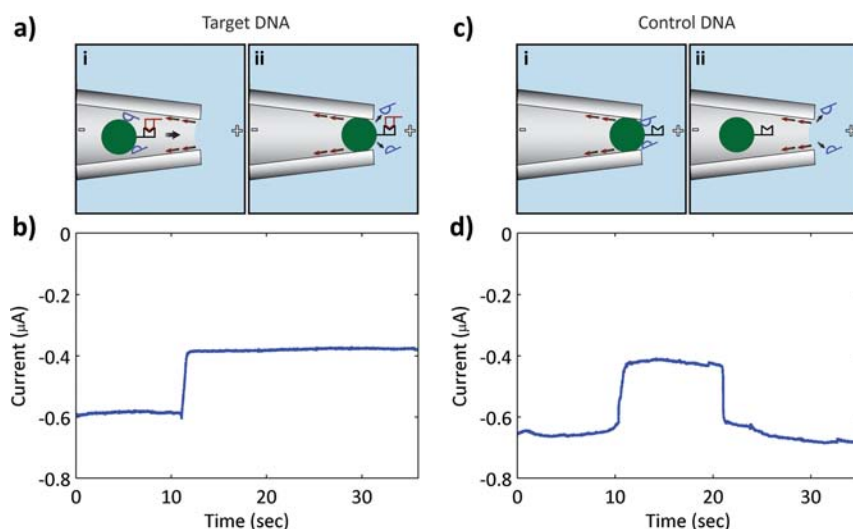 a) Target DNA
c) Control DNA
i
ii
i
ii
-
+
-
+
-
+
-
+
b)
0
-0.2
-0.4
-0.6
-0.8
Current (µA)
0 10 20 30
Time (sec)
d)
0
-0.2
-0.4
-0.6
-0.8
Current (µA)
0 10 20 30
Time (sec)